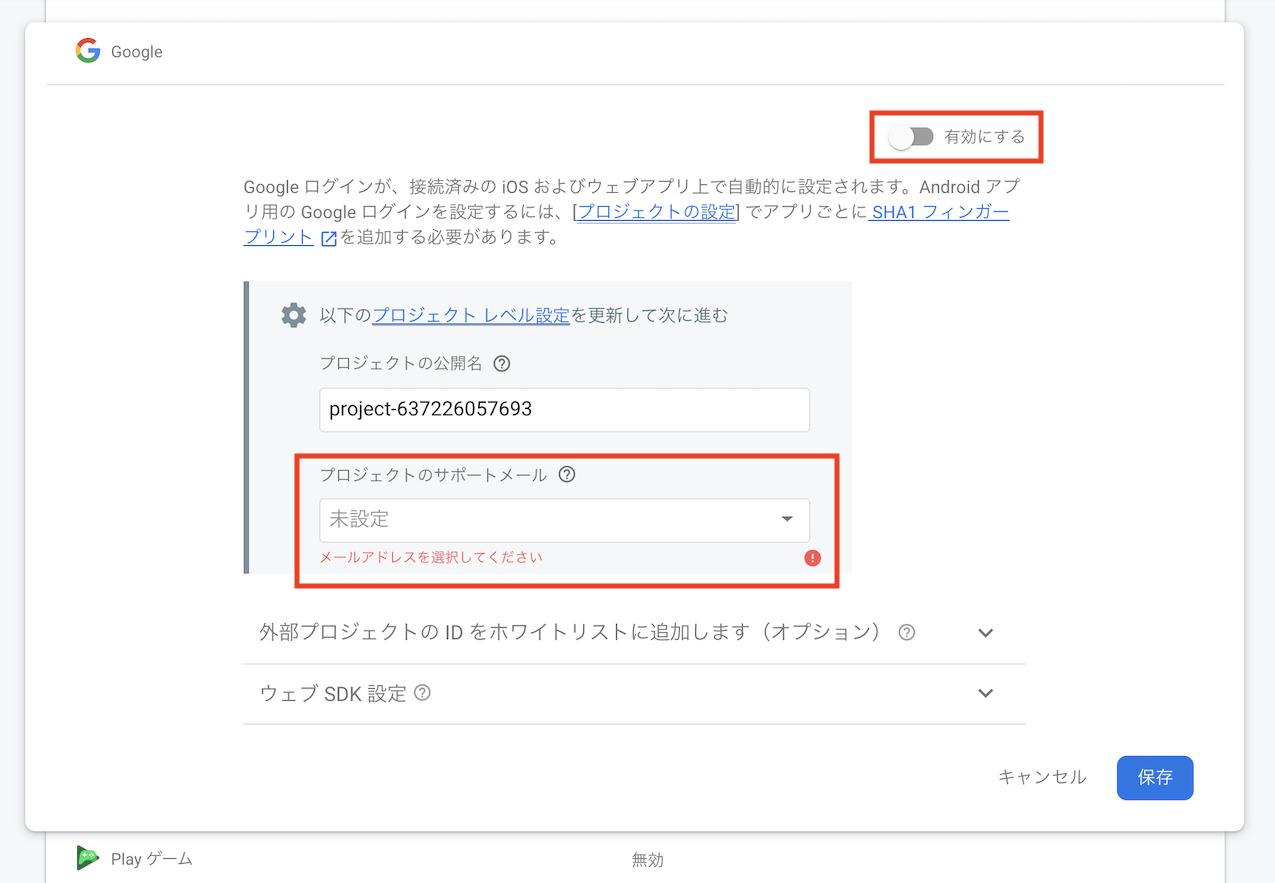 Google
有効にする
Google ログインが、接続済みの iOS およびウェブアプリ上で自動的に設定されます。Android アプ
リ用の Google ログインを設定するには、[プロジェクトの設定] でアプリごとに SHA1 フィンガー
プリント を追加する必要があります。
以下のプロジェクト レベル設定を更新して次に進む
プロジェクトの公開名
project-637226057693
プロジェクトのサポートメール
未設定
メールアドレスを選択してください
外部プロジェクトの ID をホワイトリストに追加します（オプション）
ウェブ SDK 設定
キャンセル 保存
Play ゲーム 無効